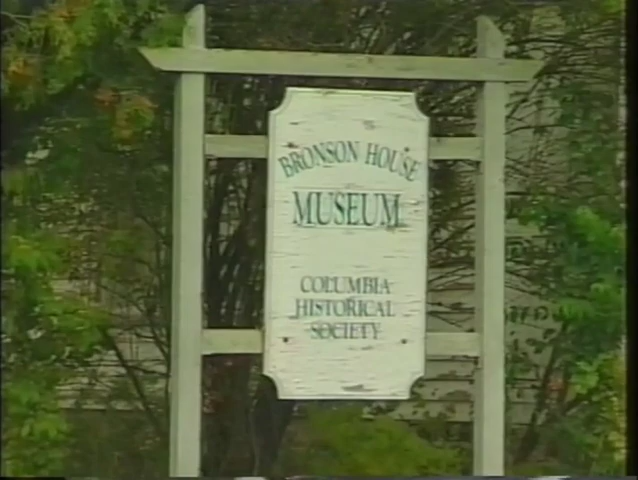 BRONSON HOUSE
MUSEUM
COLUMBIA
HISTORICAL
SOCIETY